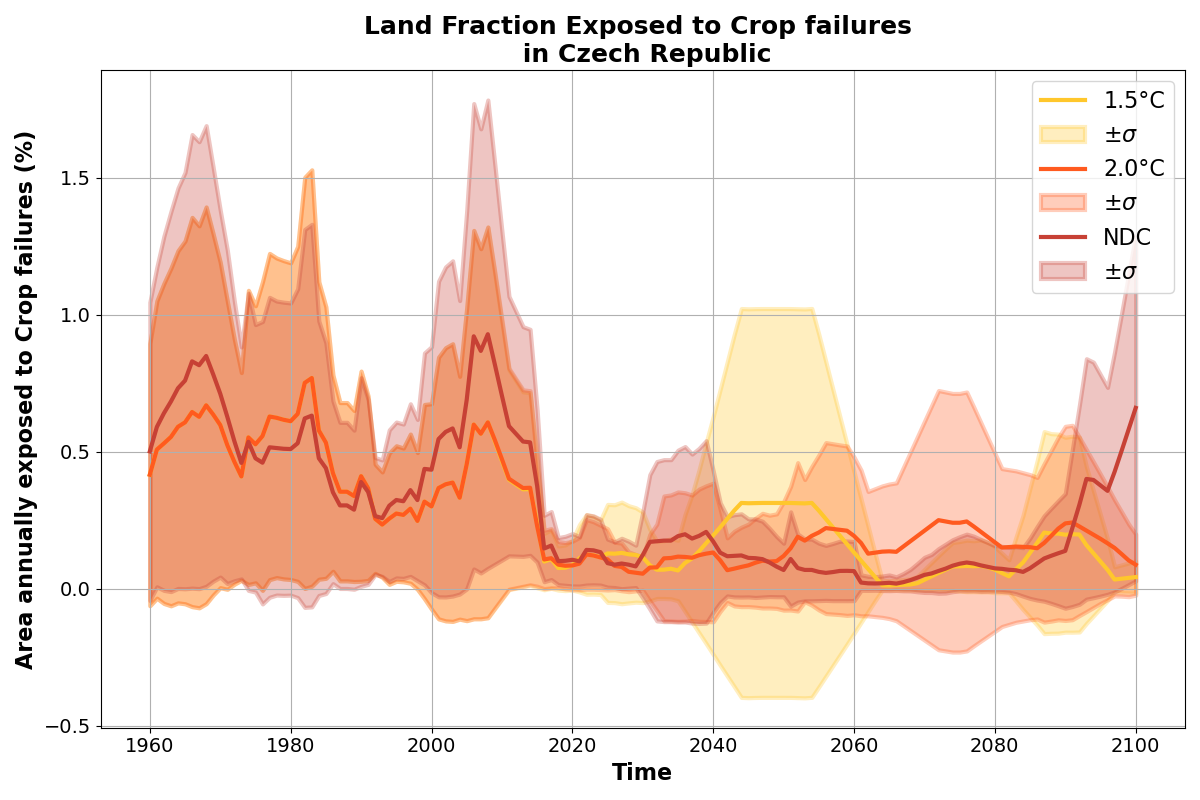 Land Fraction Exposed to Crop failures
in Czech Republic
Area annually exposed to Crop failures (%)
1.5
1.0
0.5
0.0
−0.5
1.5°C
±σ
2.0°C
±σ
NDC
±σ
1960
1980
2000
2020
2040
2060
2080
2100
Time